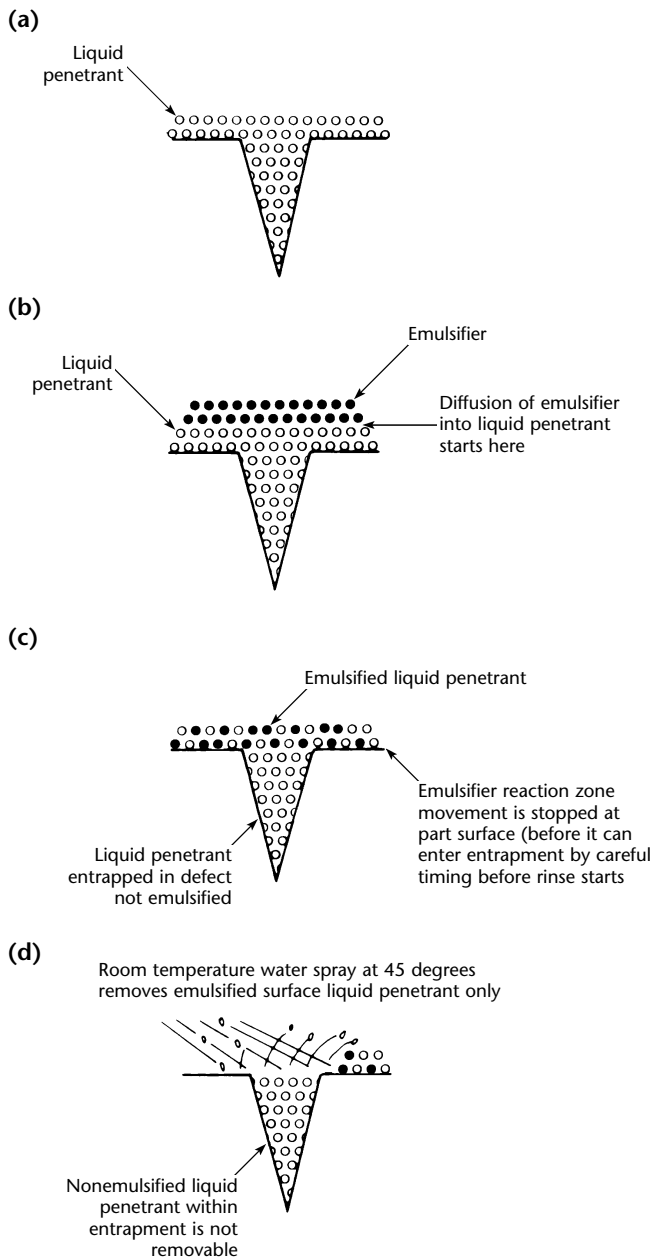 (a)
Liquid
penetrant
(b)
Emulsifier
Liquid
penetrant
Diffusion of emulsifier
into liquid penetrant
starts here
(c)
Emulsified liquid penetrant
Emulsifier reaction zone
movement is stopped at
part surface (before it can
enter entrapment by careful
timing before rinse starts
Liquid penetrant
entrapped in defect
not emulsified
(d)
Room temperature water spray at 45 degrees
removes emulsified surface liquid penetrant only
Nonemulsified liquid
penetrant within
entrapment is not
removable